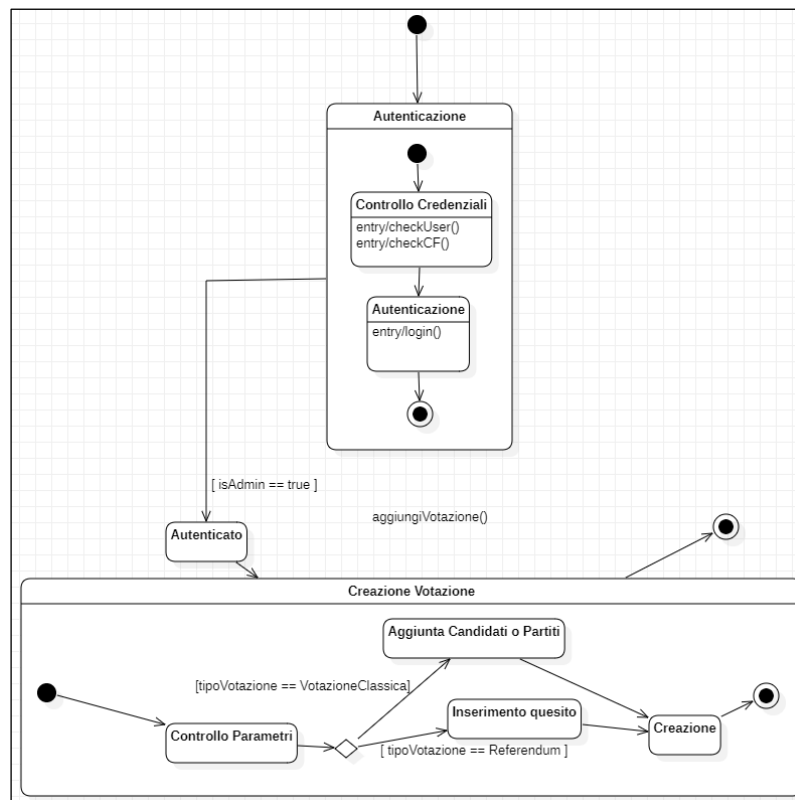 Autenticazione
Controllo Credenziali
entry/checkUser()
entry/checkCF()
Autenticazione
entry/login()
[ isAdmin == true ]
aggiungiVotazione()
Autenticato
Creazione Votazione
Aggiunta Candidati o Partiti
[tipoVotazione == VotazioneClassica]
Inserimento quesito
Controllo Parametri
Creazione
[ tipoVotazione == Referendum ]